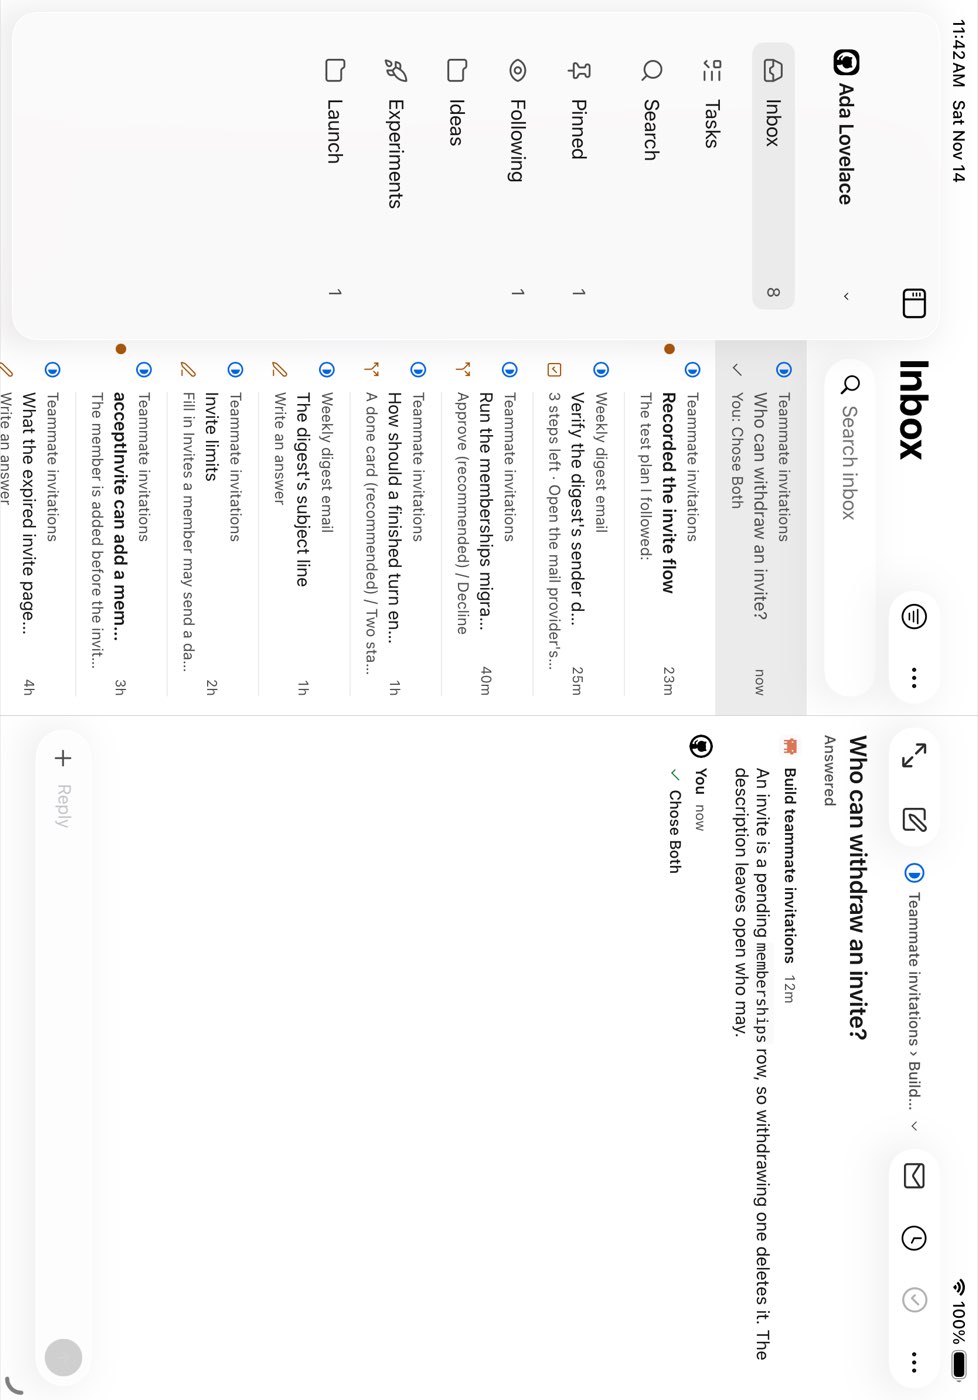 11:42 AM Sat Nov 14
100%
Ada Lovelace
Inbox 8
Tasks
Search
Pinned 1
Following 1
Ideas
Experiments
Launch 1
Inbox
Search inbox
Teammate invitations
Who can withdraw an invite? now
You: Chose Both
Teammate invitations
Recorded the invite flow 23m
The test plan I followed:
Weekly digest email
Verify the digest's sender d... 25m
3 steps left · Open the mail provider's...
Teammate invitations
Run the memberships migra... 40m
Approve (recommended) / Decline
Teammate invitations
How should a finished turn en... 1h
A done card (recommended) / Two sta...
Weekly digest email
The digest's subject line 1h
Write an answer
Teammate invitations
Invite limits 2h
Fill in Invites a member may send a da...
Teammate invitations
acceptInvite can add a mem... 3h
The member is added before the invit...
Teammate invitations
What the expired invite page... 4h
Write an answer
Teammate invitations › Build...
Who can withdraw an invite?
Answered
Build teammate invitations 12m
An invite is a pending memberships row, so withdrawing one deletes it. The
description leaves open who may.
You now
Chose Both
Reply